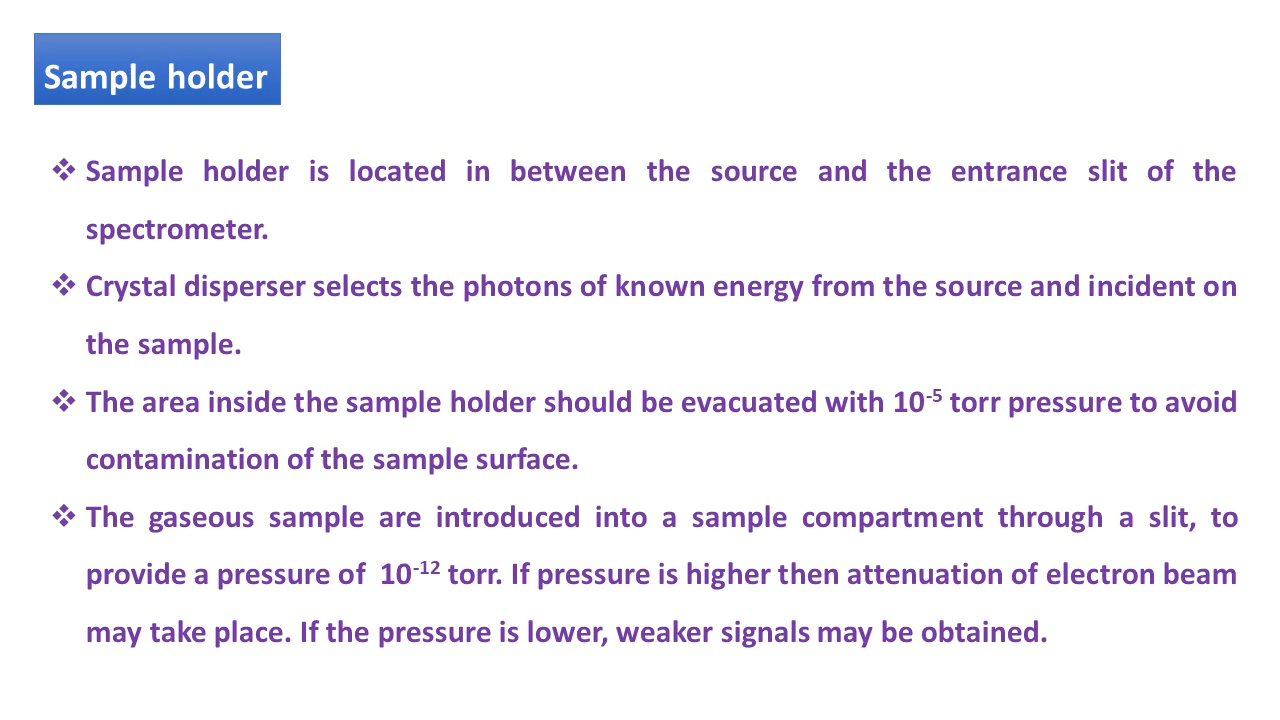 Sample holder
❖ Sample holder is located in between the source and the entrance slit of the
spectrometer.
❖ Crystal disperser selects the photons of known energy from the source and incident on
the sample.
❖ The area inside the sample holder should be evacuated with 10⁻⁵ torr pressure to avoid
contamination of the sample surface.
❖ The gaseous sample are introduced into a sample compartment through a slit, to
provide a pressure of 10⁻¹² torr. If pressure is higher then attenuation of electron beam
may take place. If the pressure is lower, weaker signals may be obtained.